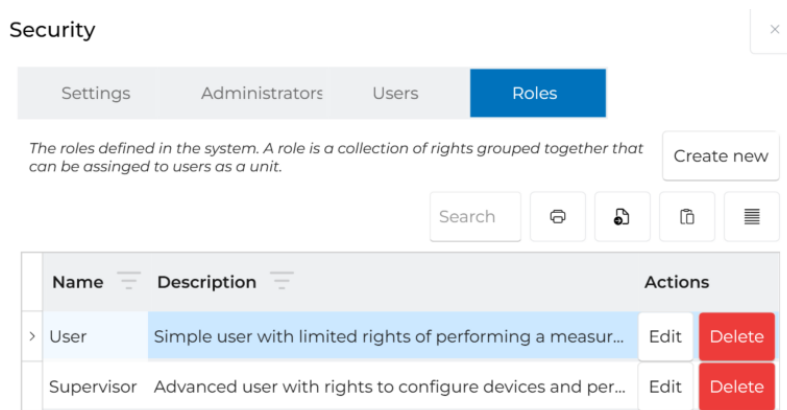 Security
Settings Administrators Users Roles
The roles defined in the system. A role is a collection of rights grouped together that
can be assinged to users as a unit.
Create new
Search
Name Description Actions
User Simple user with limited rights of performing a measur... Edit Delete
Supervisor Advanced user with rights to configure devices and per... Edit Delete